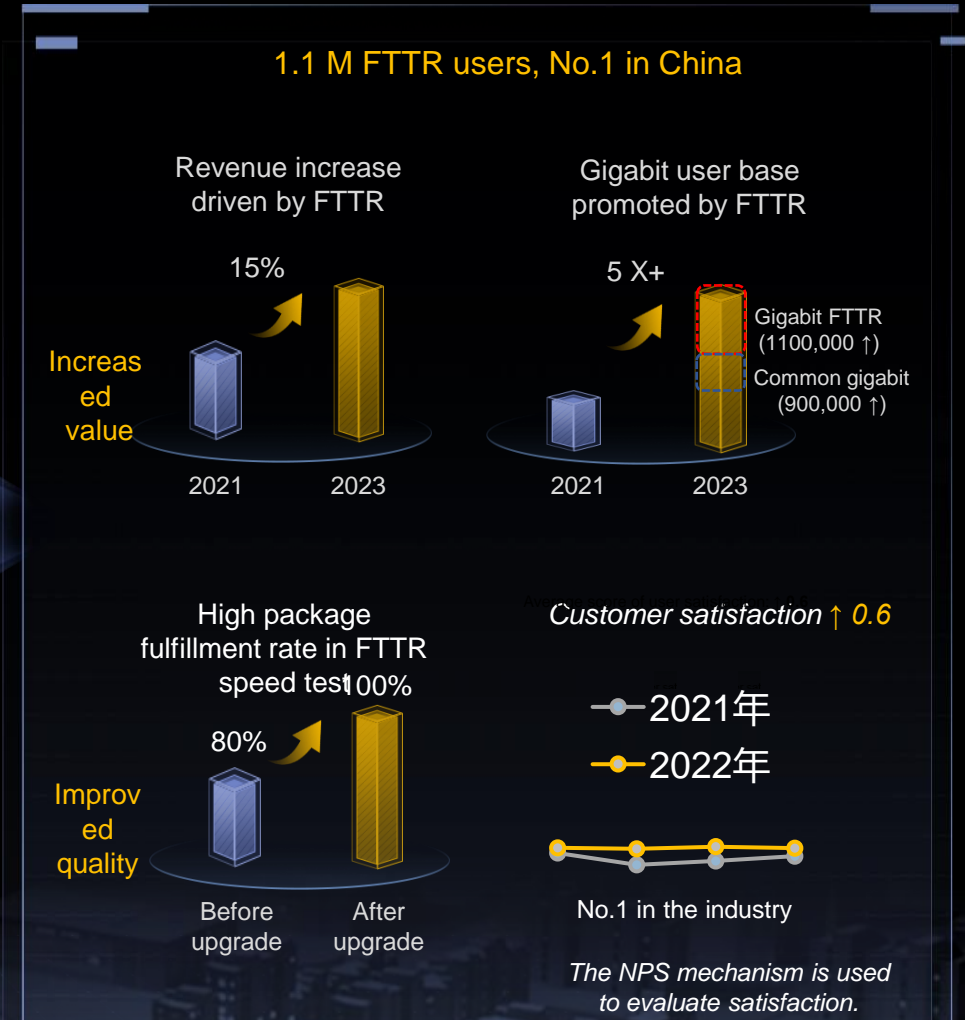 1.1 M FTTR users, No.1 in China
Revenue increase
driven by FTTR
15%
2021
2023
Gigabit user base
promoted by FTTR
5 X+
Gigabit FTTR
(1100,000 ↑)
Common gigabit
(900,000 ↑)
2021
2023
Increas
ed
value
High package
fulfillment rate in FTTR
speed test
100%
80%
Before
upgrade
After
upgrade
Improv
ed
quality
Customer satisfaction ↑ 0.6
2021年
2022年
No.1 in the industry
The NPS mechanism is used
to evaluate satisfaction.